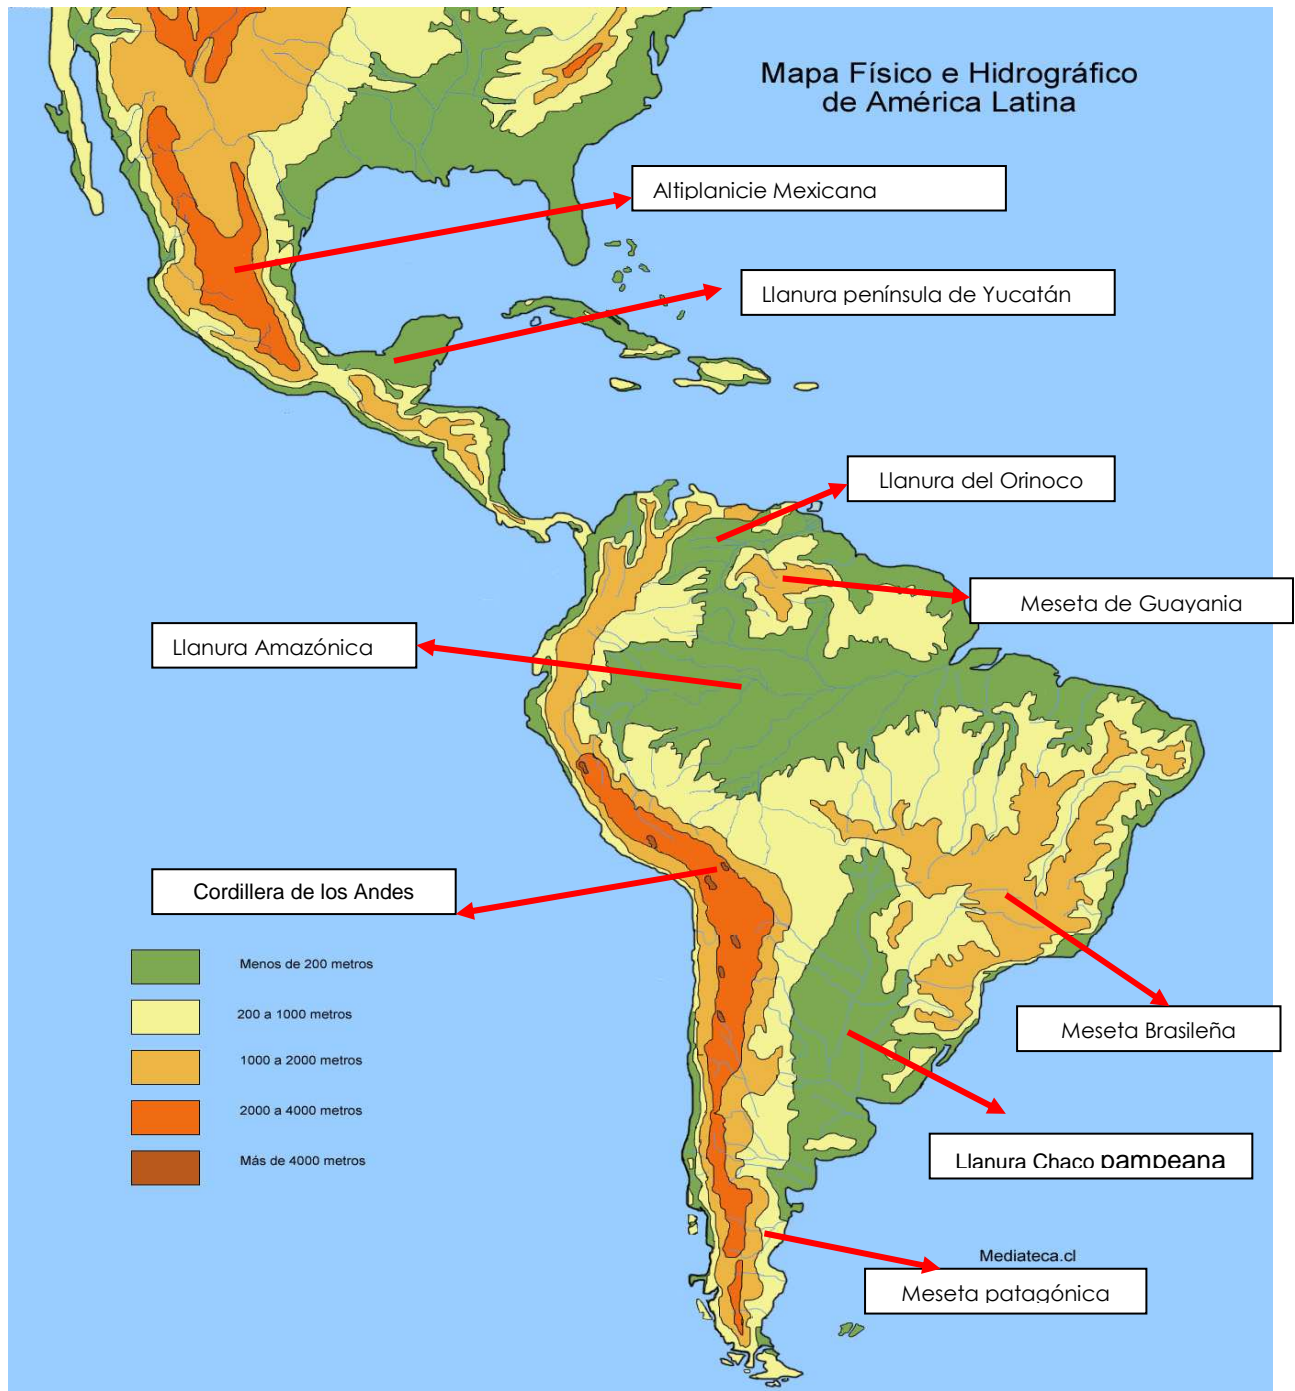 Mapa Físico e Hidrográfico
de América Latina
Altiplanicie Mexicana
Llanura península de Yucatán
Llanura del Orinoco
Meseta de Guayania
Llanura Amazónica
Cordillera de los Andes
Menos de 200 metros
200 a 1000 metros
1000 a 2000 metros
2000 a 4000 metros
Más de 4000 metros
Meseta Brasileña
Llanura Chaco pampeana
Mediateca.cl
Meseta patagónica